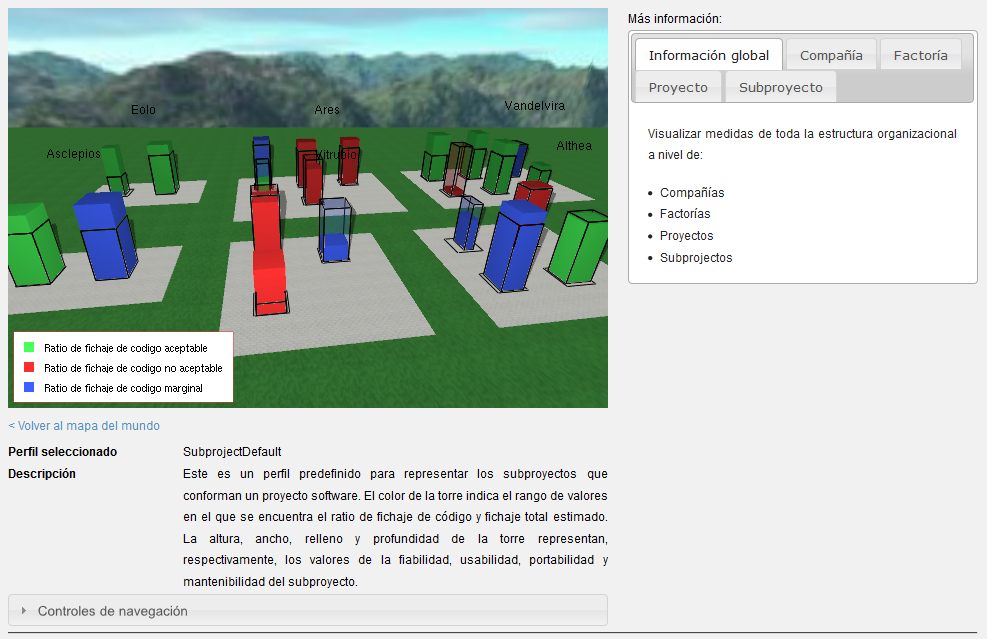 Eolo
Ares
Vandelvira
Asclepios
Vitrubio
Althea
Ratio de fichaje de codigo aceptable
Ratio de fichaje de codigo no aceptable
Ratio de fichaje de codigo marginal
< Volver al mapa del mundo
Perfil seleccionado SubprojectDefault
Descripción Este es un perfil predefinido para representar los subproyectos que
conforman un proyecto software. El color de la torre indica el rango de valores
en el que se encuentra el ratio de fichaje de código y fichaje total estimado.
La altura, ancho, relleno y profundidad de la torre representan,
respectivamente, los valores de la fiabilidad, usabilidad, portabilidad y
mantenibilidad del subproyecto.
Controles de navegación
Más información:
Información global Compañía Factoría
Proyecto Subproyecto
Visualizar medidas de toda la estructura organizacional
a nivel de:
• Compañías
• Factorías
• Proyectos
• Subprojectos